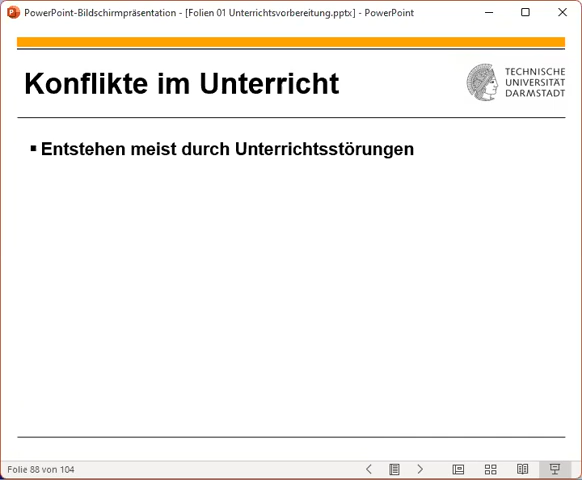 PowerPoint-Bildschirmpräsentation - [Folien 01 Unterrichtsvorbereitung.pptx] - PowerPoint
Konflikte im Unterricht
TECHNISCHE
UNIVERSITÄT
DARMSTADT
▪ Entstehen meist durch Unterrichtsstörungen
Folie 88 von 104